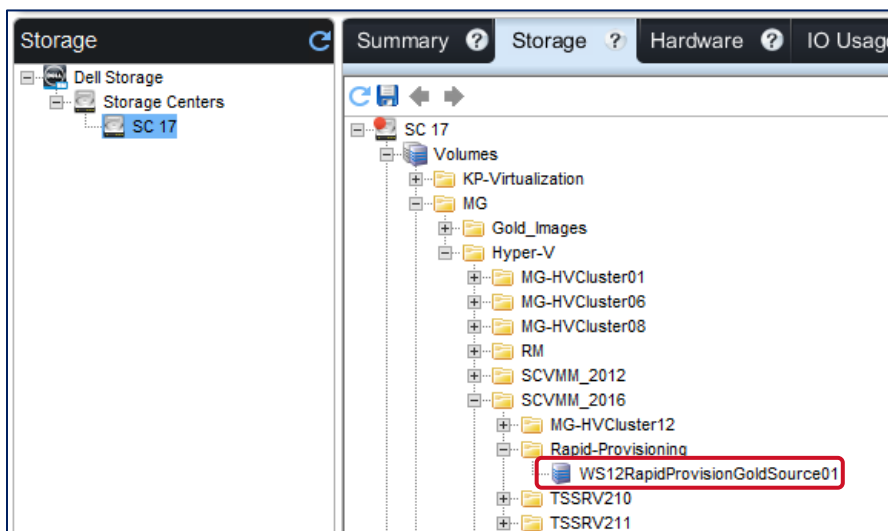 Storage
Dell Storage
Storage Centers
SC 17
Summary ? Storage ? Hardware ? IO Usage
SC 17
Volumes
KP-Virtualization
MG
Gold_Images
Hyper-V
MG-HVCluster01
MG-HVCluster06
MG-HVCluster08
RM
SCVMM_2012
SCVMM_2016
MG-HVCluster12
Rapid-Provisioning
WS12RapidProvisionGoldSource01
TSSRV210
TSSRV211